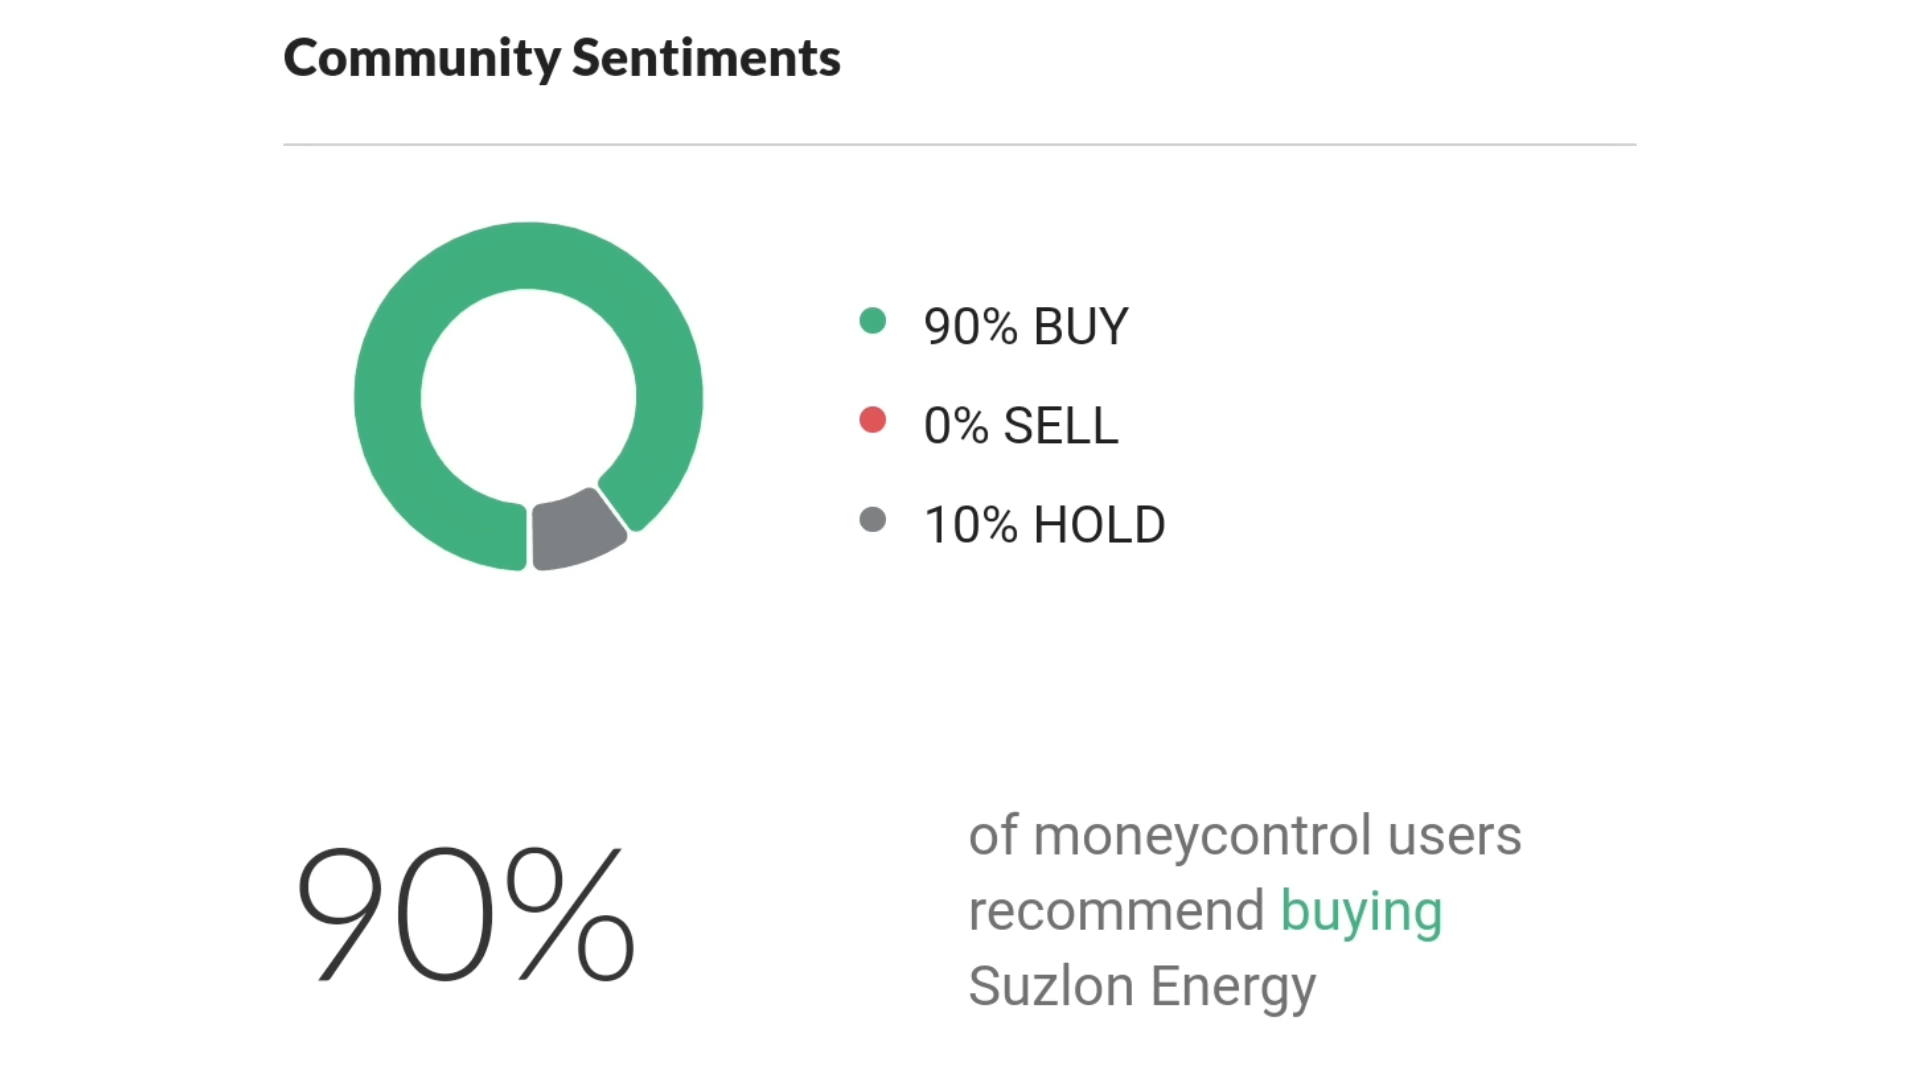 Community Sentiments
90% BUY
0% SELL
10% HOLD
90%
of moneycontrol users
recommend buying
Suzlon Energy